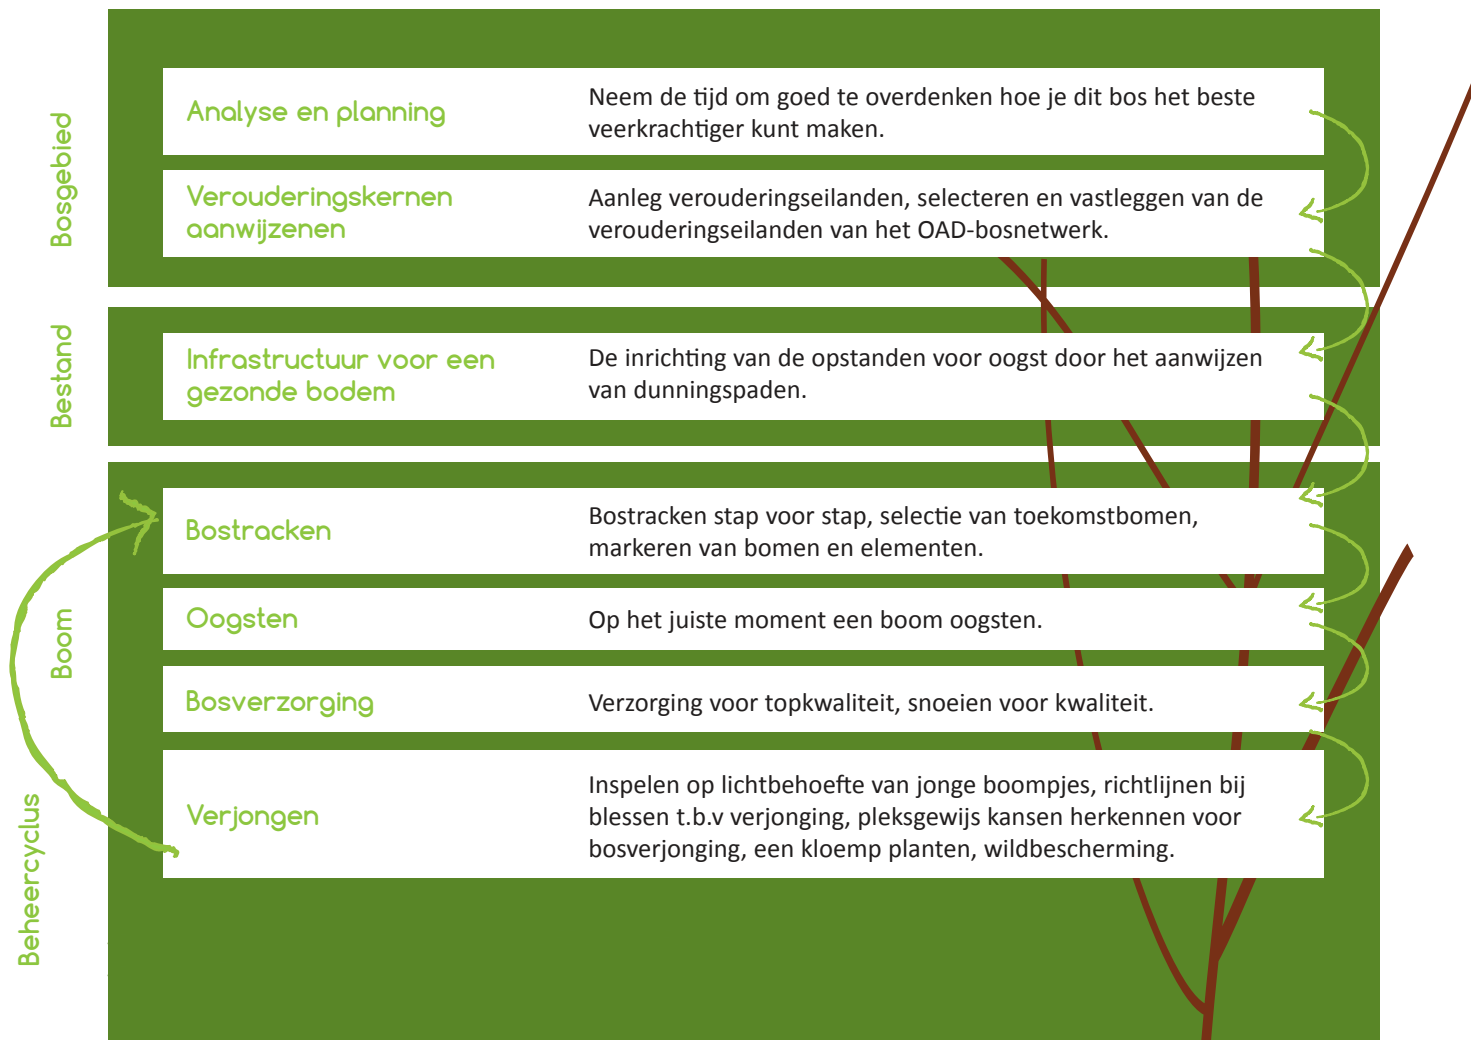 Bosgebied
Analyse en planning
Neem de tijd om goed te overdenken hoe je dit bos het beste
veerkrachtiger kunt maken.
Verouderingskernen
aanwijzenen
Aanleg verouderingseilanden, selecteren en vastleggen van de
verouderingseilanden van het OAD-bosnetwerk.
Bestand
Infrastructuur voor een
gezonde bodem
De inrichting van de opstanden voor oogst door het aanwijzen
van dunningspaden.
Boom
Bostracken
Bostracken stap voor stap, selectie van toekomstbomen,
markeren van bomen en elementen.
Oogsten
Op het juiste moment een boom oogsten.
Bosverzorging
Verzorging voor topkwaliteit, snoeien voor kwaliteit.
Beheercyclus
Verjongen
Inspelen op lichtbehoefte van jonge boompjes, richtlijnen bij
blessen t.b.v verjonging, pleksgewijs kansen herkennen voor
bosverjonging, een kloemp planten, wildbescherming.